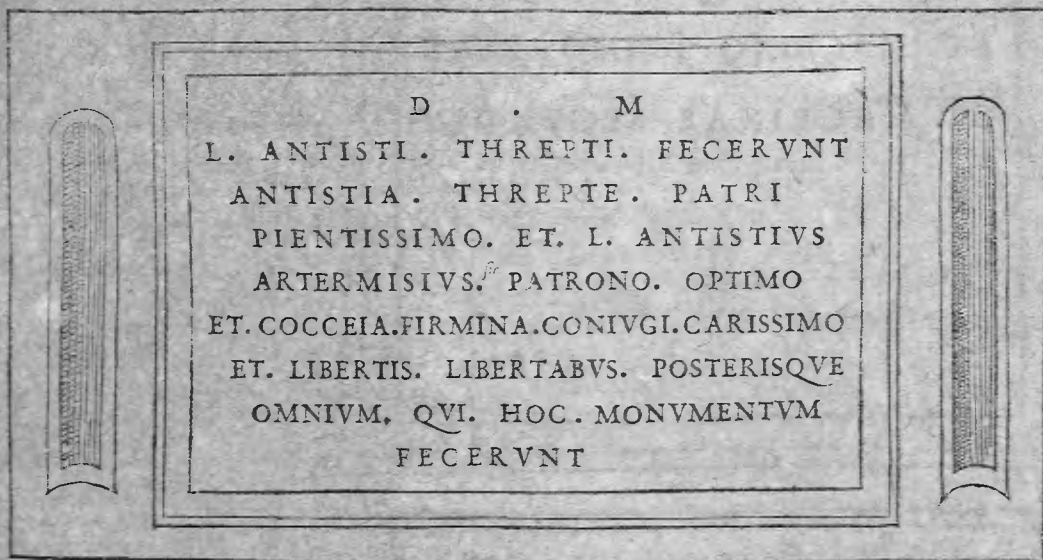 D . M
L. ANTISTI. THREPTI. FECERVNT
ANTISTIA. THREPTE. PATRI
PIENTISSIMO. ET. L. ANTISTIVS
ARTERMISIVS. PATRONO. OPTIMO
ET. COCCEIA. FIRMINA. CONIVGI. CARISSIMO
ET. LIBERTIS. LIBERTABVS. POSTERISQVE
OMNIVM. QVI. HOC. MONVMENTVM
FECERVNT